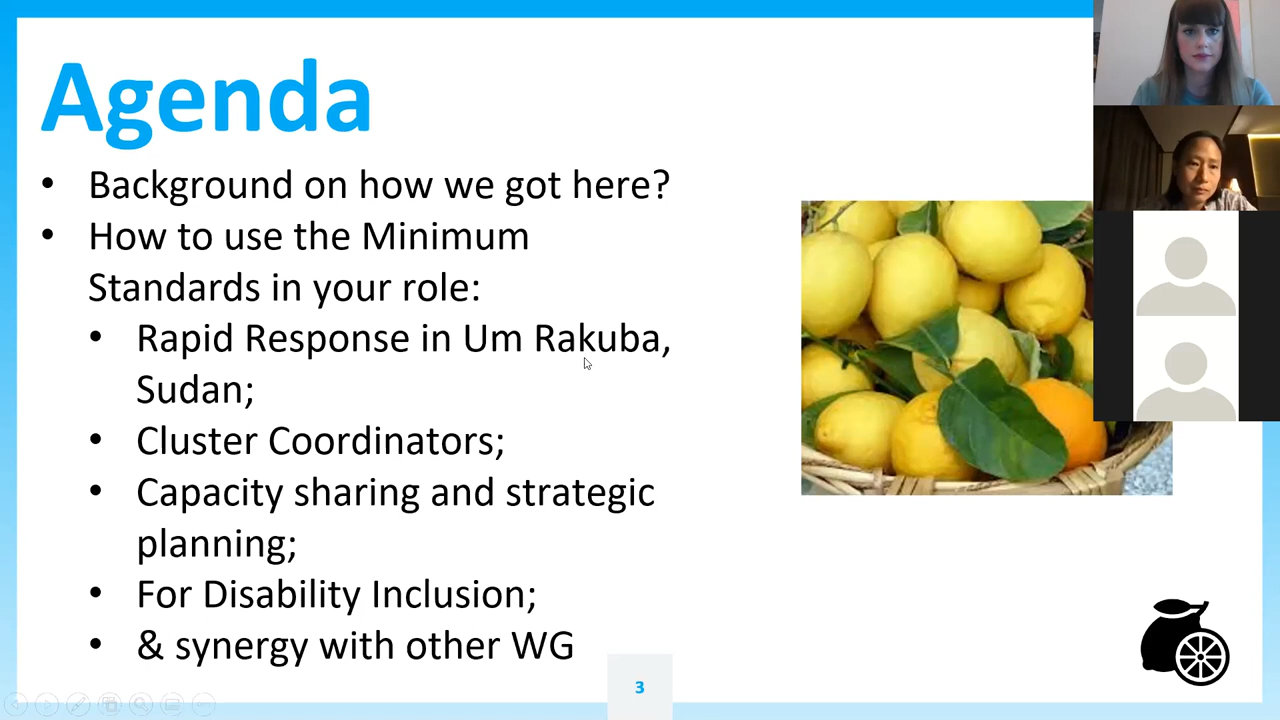 Agenda
• Background on how we got here?
• How to use the Minimum
Standards in your role:
• Rapid Response in Um Rakuba,
Sudan;
• Cluster Coordinators;
• Capacity sharing and strategic
planning;
• For Disability Inclusion;
• & synergy with other WG
3